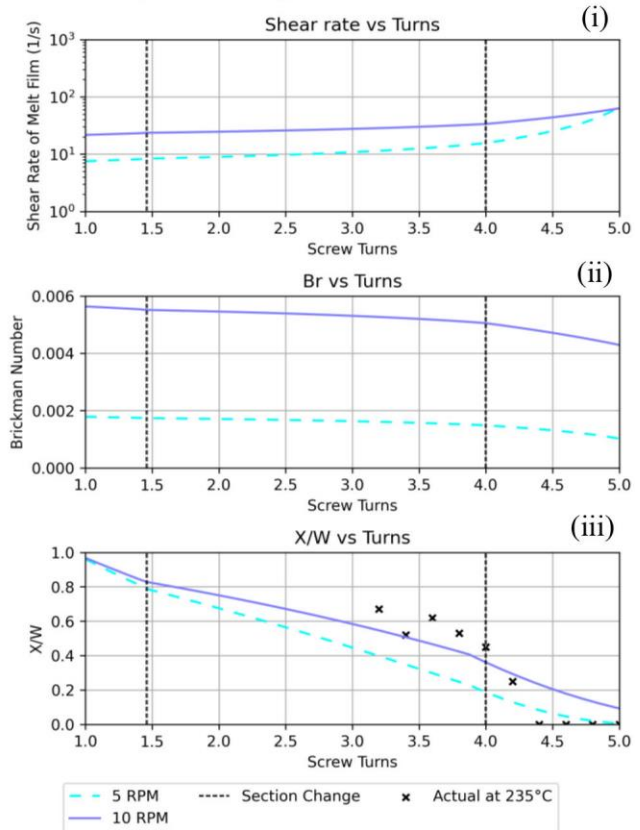 (i)
Shear rate vs Turns
Shear Rate of Melt Film (1/s)
10³
10²
10¹
10⁰
1.0 1.5 2.0 2.5 3.0 3.5 4.0 4.5 5.0
Screw Turns
(ii)
Br vs Turns
Brickman Number
0.006
0.004
0.002
0.000
1.0 1.5 2.0 2.5 3.0 3.5 4.0 4.5 5.0
Screw Turns
(iii)
X/W vs Turns
X/W
1.0
0.8
0.6
0.4
0.2
0.0
1.0 1.5 2.0 2.5 3.0 3.5 4.0 4.5 5.0
Screw Turns
5 RPM Section Change Actual at 235°C
10 RPM